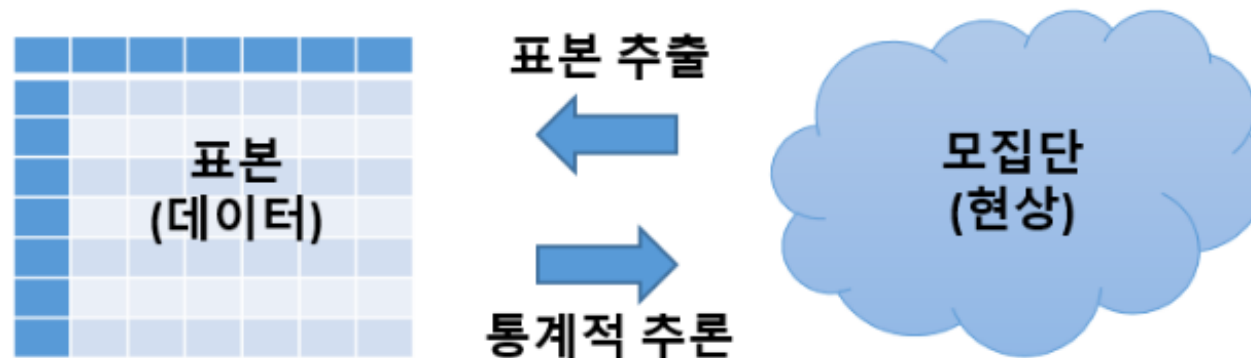 표본 추출
표본
(데이터)
모집단
(현상)
통계적 추론